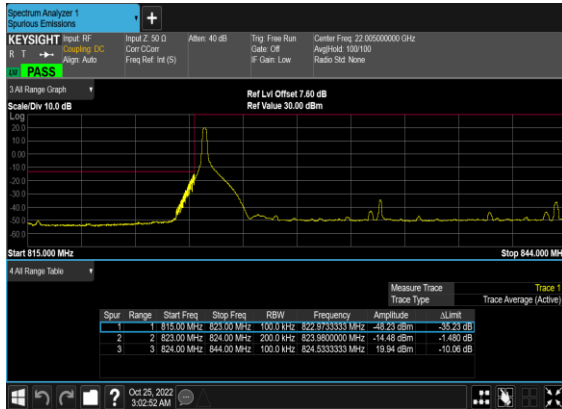 Spectrum Analyzer 1
Spurious Emissions
+
KEYSIGHT Input: RF Input Z: 50 Ω Atten: 40 dB Trig: Free Run Center Freq: 22.005000000 GHz
R T Coupling: DC Corr CCorr Gate: Off Avg|Hold: 100/100
Align: Auto Freq Ref: Int (S) IF Gain: Low Radio Std: None
PASS
3 All Range Graph
Ref Lvl Offset 7.60 dB
Scale/Div 10.0 dB Ref Value 30.00 dBm
Log
20.0
10.0
0.00
-10.0
-20.0
-30.0
-40.0
-50.0
-60.0
Start 815.000 MHz Stop 844.000 MH
4 All Range Table
Measure Trace Trace 1
Trace Type Trace Average (Active)
Spur Range Start Freq Stop Freq RBW Frequency Amplitude ΔLimit
1 1 815.00 MHz 823.00 MHz 100.0 kHz 822.9733333 MHz -48.23 dBm -35.23 dB
2 2 823.00 MHz 824.00 MHz 200.0 kHz 823.9800000 MHz -14.48 dBm -1.480 dB
3 3 824.00 MHz 844.00 MHz 100.0 kHz 824.5333333 MHz 19.94 dBm -10.06 dB
? Oct 25, 2022
3:02:52 AM